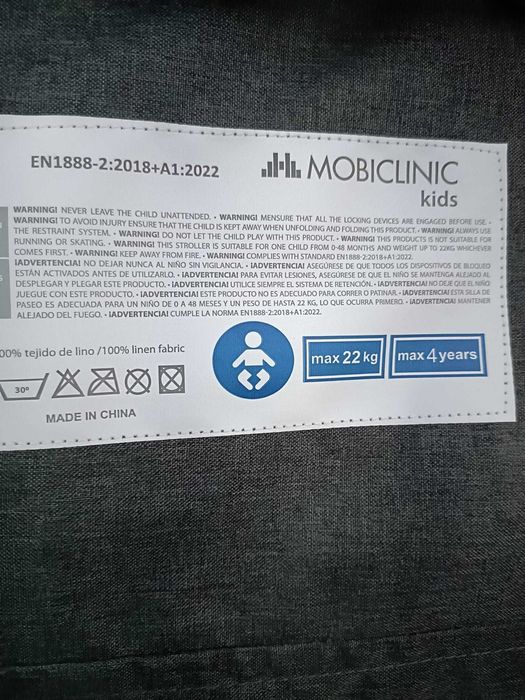 EN1888-2:2018+A1:2022
MOBICLINIC
kids
WARNING! NEVER LEAVE THE CHILD UNATTENDED. • WARNING! MENSURE THAT ALL THE LOCKING DEVICES ARE ENGAGED BEFORE USE. •
WARNING! TO AVOID INJURY ENSURE THAT THE CHILD IS KEPT AWAY WHEN UNFOLDING AND FOLDING THIS PRODUCT. • WARNING! ALWAYS USE
THE RESTRAINT SYSTEM. • WARNING! DO NOT LET THE CHILD PLAY WITH THIS PRODUCT. • WARNING! THIS PRODUCTS IS NOT SUITABLE FOR
RUNNING OR SKATING. • WARNING! THIS STROLLER IS SUITABLE FOR ONE CHILD FROM 0-48 MONTHS AND WEIGHT UP TO 22KG WHICHEVER
COMES FIRST. • WARNING! KEEP AWAY FROM FIRE. • WARNING! COMPLIES WITH STANDARD EN1888-2:2018+A1:2022.
¡ADVERTENCIA! NO DEJAR NUNCA AL NIÑO SIN VIGILANCIA. • ¡ADVERTENCIA! ASEGÚRESE DE QUE TODOS LOS DISPOSITIVOS DE BLOQUEO
ESTÁN ACTIVADOS ANTES DE UTILIZARLO. • ¡ADVERTENCIA! PARA EVITAR LESIONES, ASEGÚRESE DE QUE EL NIÑO SE MANTENGA ALEJADO AL
DESPLEGAR Y PLEGAR ESTE PRODUCTO. • ¡ADVERTENCIA! UTILICE SIEMPRE EL SISTEMA DE RETENCIÓN. • ¡ADVERTENCIA! NO DEJE QUE EL NIÑO
JUEGUE CON ESTE PRODUCTO. • ¡ADVERTENCIA! ESTE PRODUCTO NO ES ADECUADO PARA CORRER O PATINAR. • ¡ADVERTENCIA! ESTA SILLA DE
PASEO ES ADECUADA PARA UN NIÑO DE 0 A 48 MESES Y UN PESO DE HASTA 22 KG, LO QUE OCURRA PRIMERO. • ¡ADVERTENCIA! MANTENER
ALEJADO DEL FUEGO. • ¡ADVERTENCIA! CUMPLE LA NORMA EN1888-2:2018+A1:2022.
00% tejido de lino /100% linen fabric
30°
max 22 kg
max 4 years
MADE IN CHINA